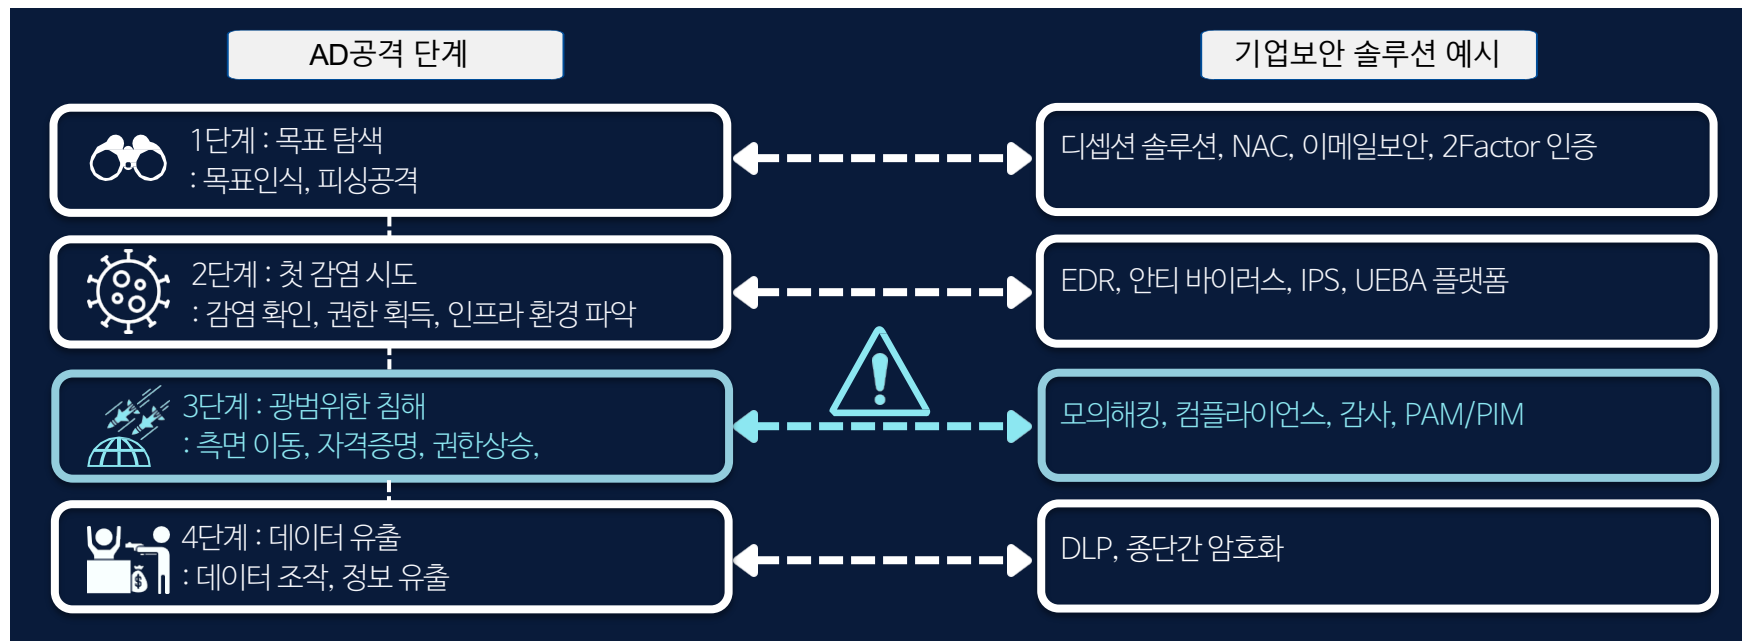 AD공격 단계
기업보안 솔루션 예시
1단계 : 목표 탐색
: 목표인식, 피싱공격
디셉션 솔루션, NAC, 이메일보안, 2Factor 인증
2단계 : 첫 감염 시도
: 감염 확인, 권한 획득, 인프라 환경 파악
EDR, 안티 바이러스, IPS, UEBA 플랫폼
3단계 : 광범위한 침해
: 측면 이동, 자격증명, 권한상승,
모의해킹, 컴플라이언스, 감사, PAM/PIM
4단계 : 데이터 유출
: 데이터 조작, 정보 유출
DLP, 종단간 암호화